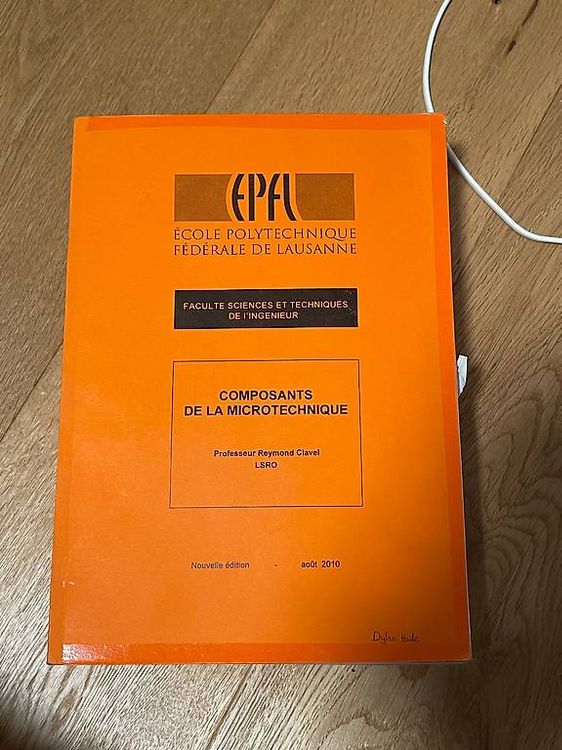 EPFL
ÉCOLE POLYTECHNIQUE
FÉDÉRALE DE LAUSANNE
FACULTE SCIENCES ET TECHNIQUES
DE l'INGENIEUR
COMPOSANTS
DE LA MICROTECHNIQUE
Professeur Reymond Clavel
LSRO
Nouvelle édition - août 2010
Dylan